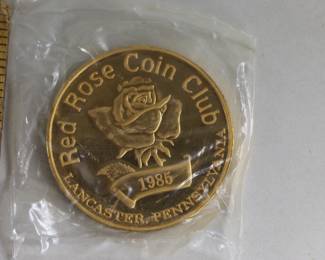 Red Rose Coin Club
1985
LANCASTER, PENNSYLVANIA